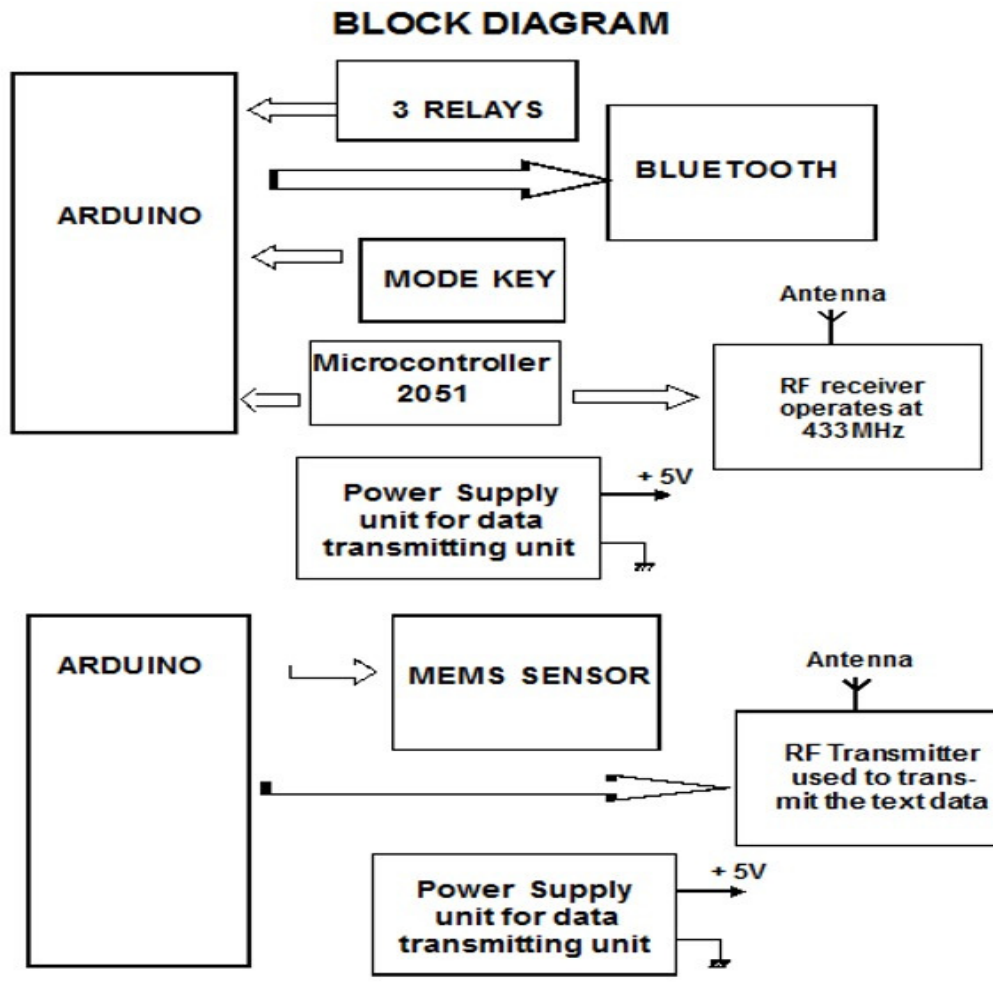 BLOCK DIAGRAM
3 RELAYS
BLUETOOTH
ARDUINO
MODE KEY
Antenna
Microcontroller
2051
RF receiver
operates at
433MHz
+ 5V
Power Supply
unit for data
transmitting unit
ARDUINO
MEMS SENSOR
Antenna
RF Transmitter
used to trans-
mit the text data
+ 5V
Power Supply
unit for data
transmitting unit